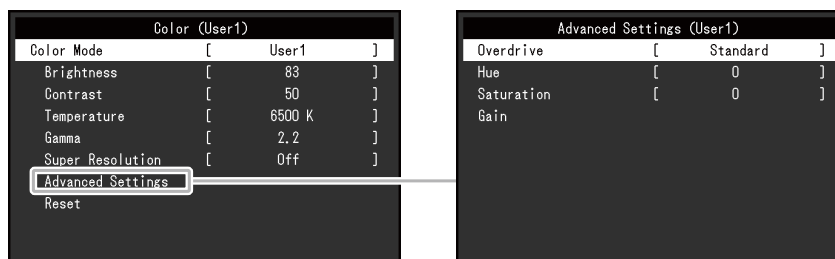 Color (User1)
Color Mode [ User1 ]
Brightness [ 83 ]
Contrast [ 50 ]
Temperature [ 6500 K ]
Gamma [ 2.2 ]
Super Resolution [ Off ]
Advanced Settings
Reset
Advanced Settings (User1)
Overdrive [ Standard ]
Hue [ 0 ]
Saturation [ 0 ]
Gain